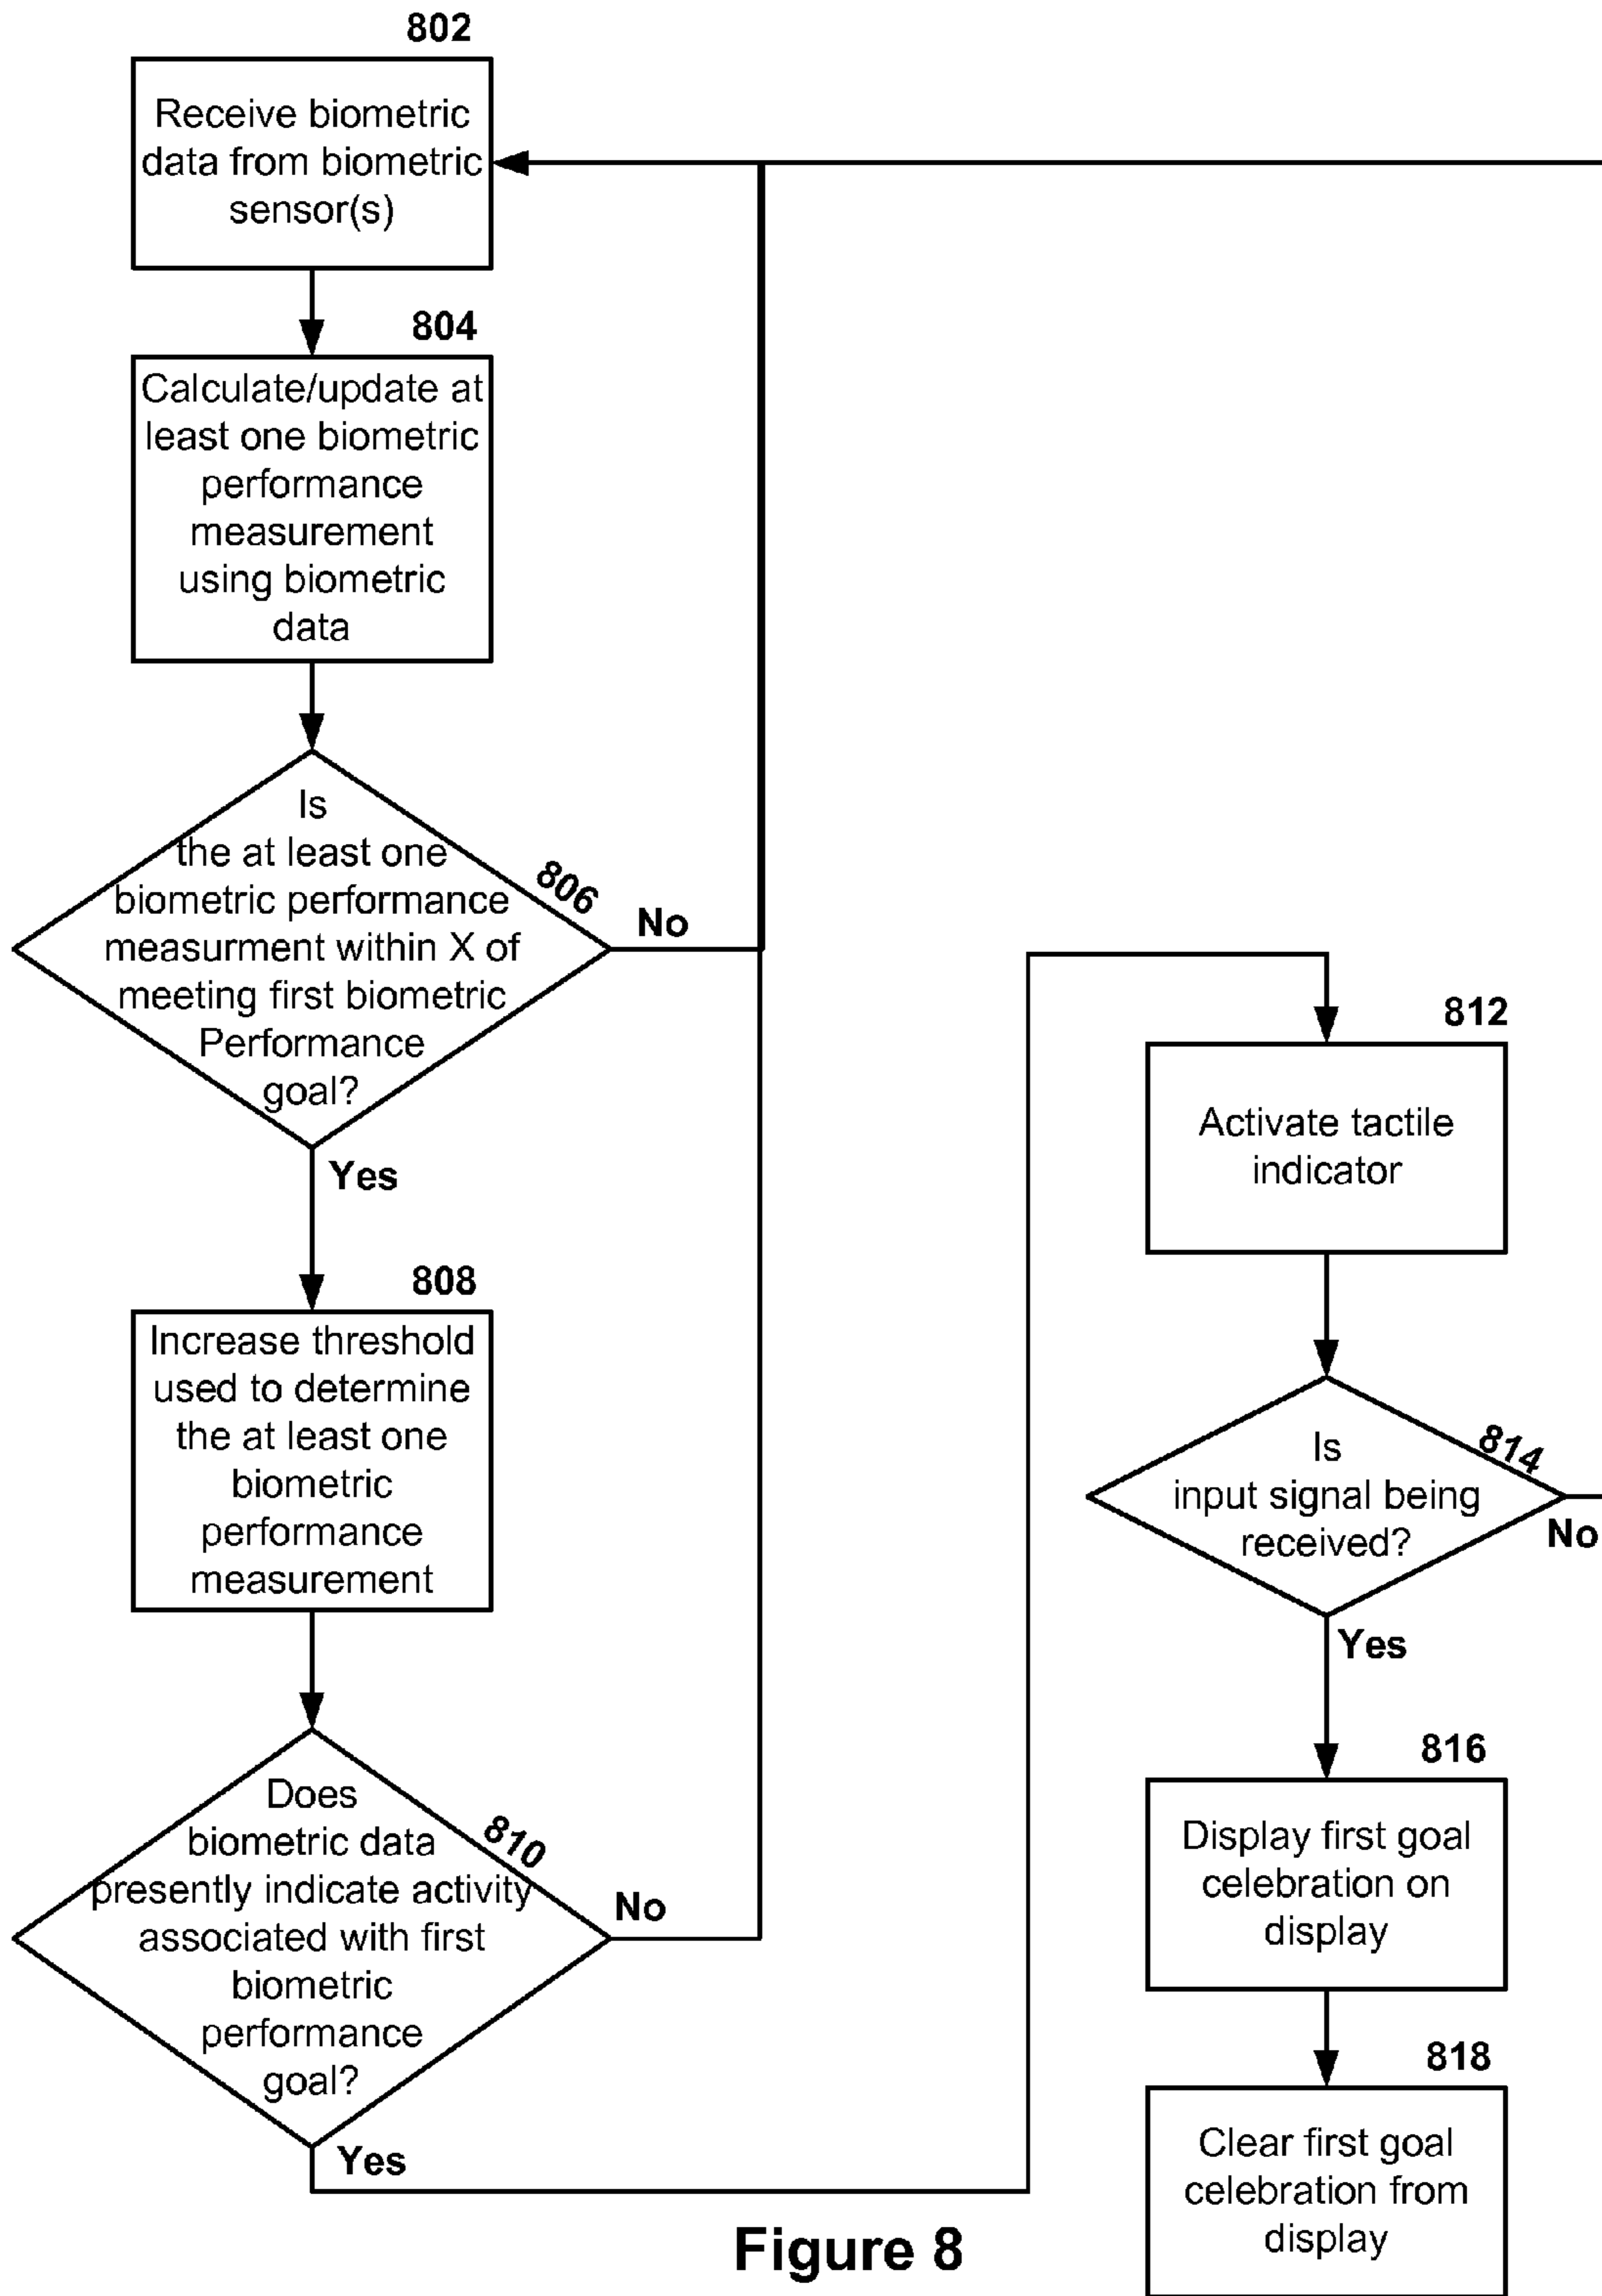 802
Receive biometric
data from biometric
sensor(s)
804
Calculate/update at
least one biometric
performance
measurement
using biometric
data
Is
the at least one
biometric performance
measurment within X of
meeting first biometric
Performance
goal?
806
No
Yes
808
Increase threshold
used to determine
the at least one
biometric
performance
measurement
Does
biometric data
presently indicate activity
associated with first
biometric
performance
goal?
810
No
Yes
812
Activate tactile
indicator
Is
input signal being
received?
814
No
Yes
816
Display first goal
celebration on
display
818
Clear first goal
celebration from
display
Figure 8